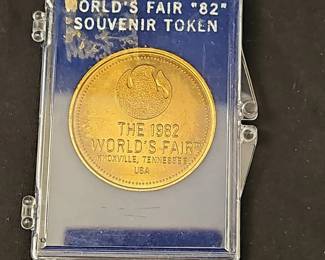 WORLD'S FAIR "82"
SOUVENIR TOKEN
THE 1982
WORLD'S FAIR
KNOXVILLE, TENNESSEE
USA